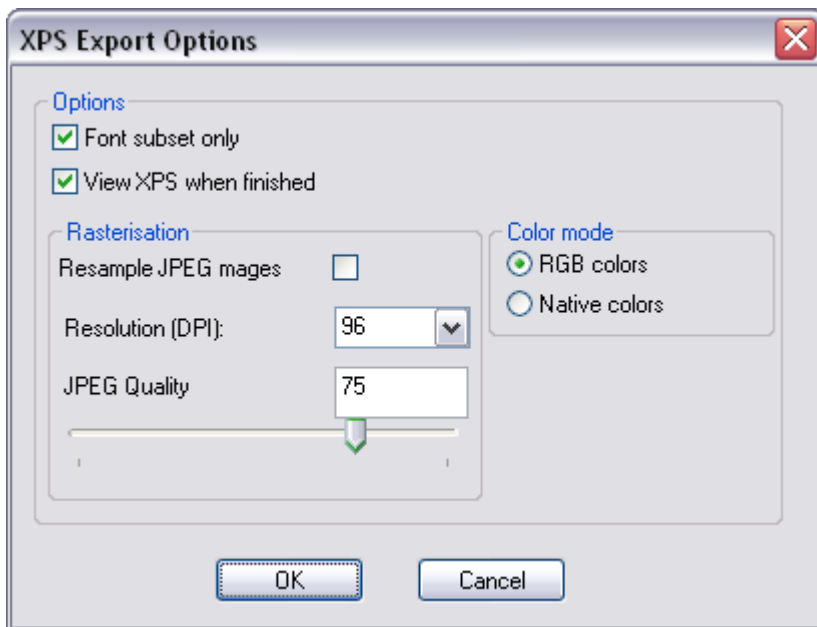 XPS Export Options
Options
Font subset only
View XPS when finished
Rasterisation
Resample JPEG mages
Resolution (DPI):
96
JPEG Quality
75
Color mode
RGB colors
Native colors
OK
Cancel